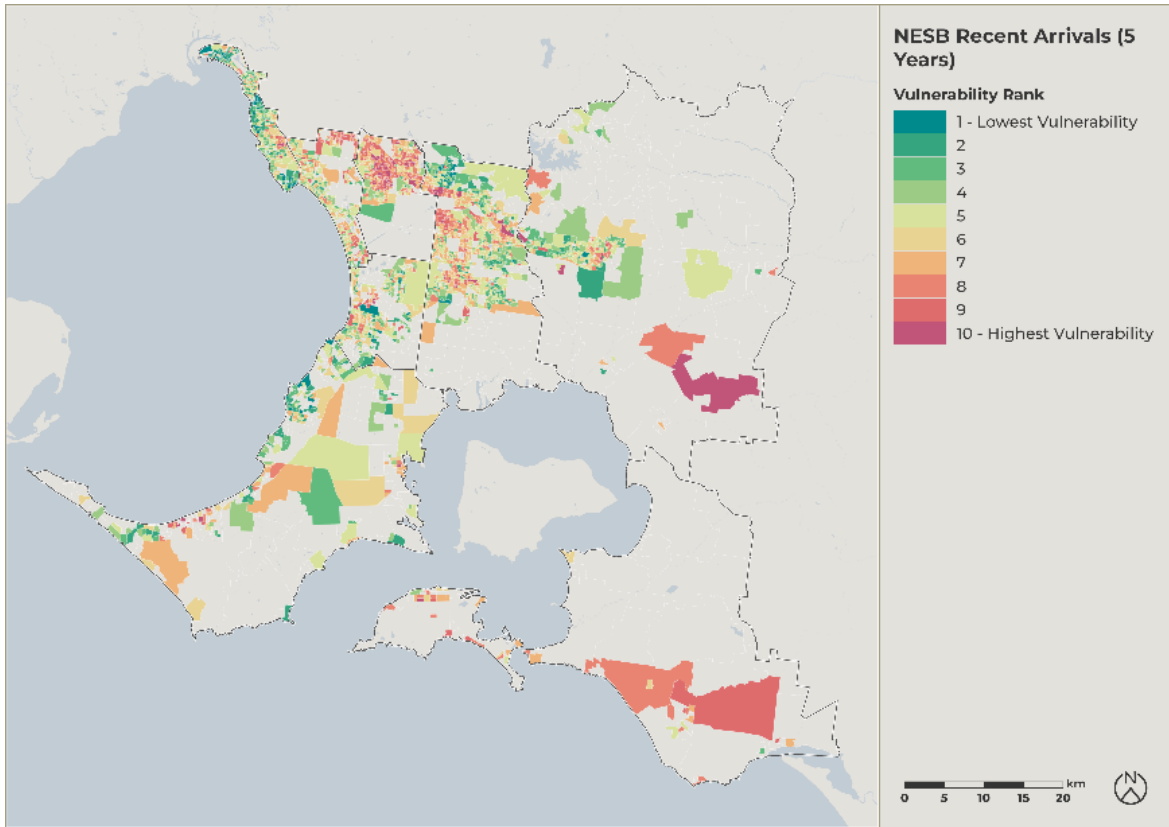 NESB Recent Arrivals (5
Years)
Vulnerability Rank
1 - Lowest Vulnerability
2
3
4
5
6
7
8
9
10 - Highest Vulnerability
km
0 5 10 15 20
N